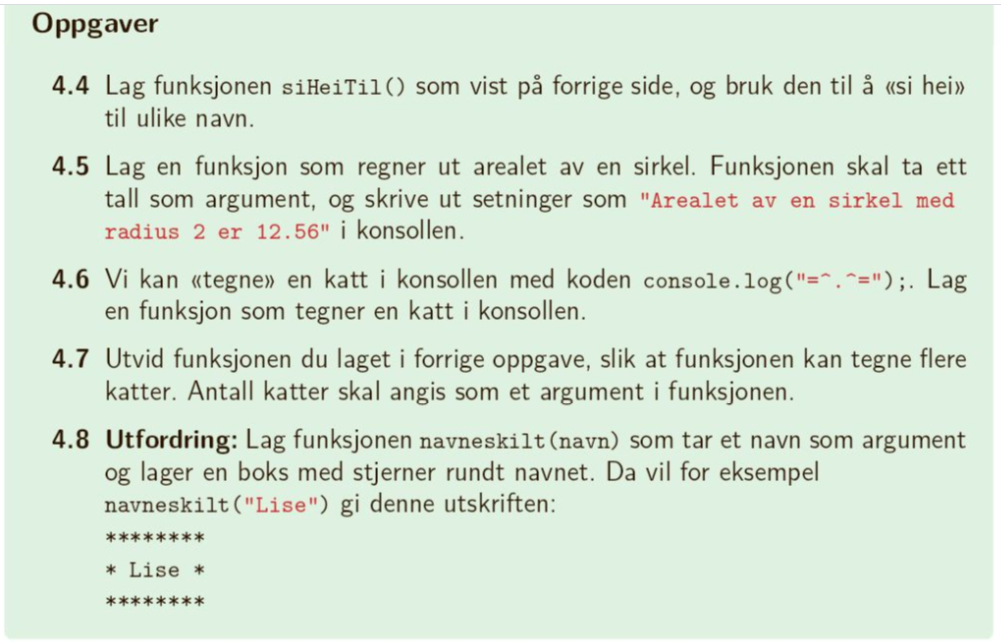 Oppgaver
4.4 Lag funksjonen siHeiTil() som vist på forrige side, og bruk den til å «si hei»
til ulike navn.
4.5 Lag en funksjon som regner ut arealet av en sirkel. Funksjonen skal ta ett
tall som argument, og skrive ut setninger som "Arealet av en sirkel med
radius 2 er 12.56" i konsollen.
4.6 Vi kan «tegne» en katt i konsollen med koden console.log("=^.^=");. Lag
en funksjon som tegner en katt i konsollen.
4.7 Utvid funksjonen du laget i forrige oppgave, slik at funksjonen kan tegne flere
katter. Antall katter skal angis som et argument i funksjonen.
4.8 Utfordring: Lag funksjonen navneskilt(navn) som tar et navn som argument
og lager en boks med stjerner rundt navnet. Da vil for eksempel
navneskilt("Lise") gi denne utskriften:
********
* Lise *
********